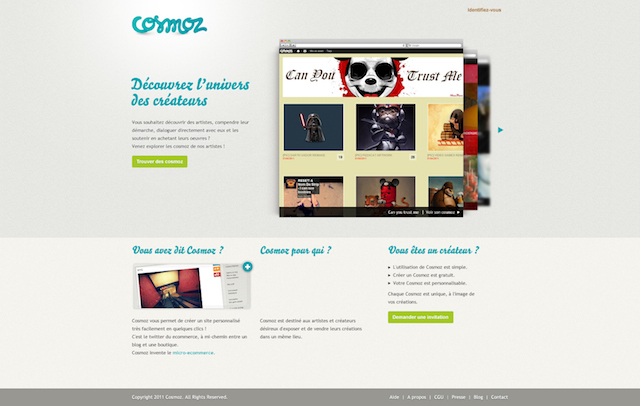 Cosmoz
Identifiez-vous
Découvrez l'univers
des créateurs
Vous souhaitez découvrir des artistes, comprendre leur
démarche, dialoguer directement avec eux et les
soutenir en achetant leurs oeuvres !
Venez explorer les cosmoz de nos artistes !
Trouver des cosmoz
Can You Trust Me
Can you trust me | Voir son cosmoz
Vous avez dit Cosmoz ?
Cosmoz vous permet de créer un site personnalisé
très facilement en quelques clics !
C'est le twitter du ecommerce, à mi chemin entre un
blog et une boutique.
Cosmoz invente le micro-ecommerce.
Cosmoz pour qui ?
Cosmoz est destiné aux artistes et créateurs
désireux d'exposer et de vendre leurs créations
dans un même lieu.
Vous êtes un créateur ?
L'utilisation de Cosmoz est simple.
Créer un Cosmoz est gratuit.
Votre Cosmoz est personnalisable.
Chaque Cosmoz est unique, à l'image de
vos créations.
Demander une invitation
Copyright 2011 Cosmoz. All Rights Reserved.
Aide | A propos | CGU | Presse | Blog | Contact